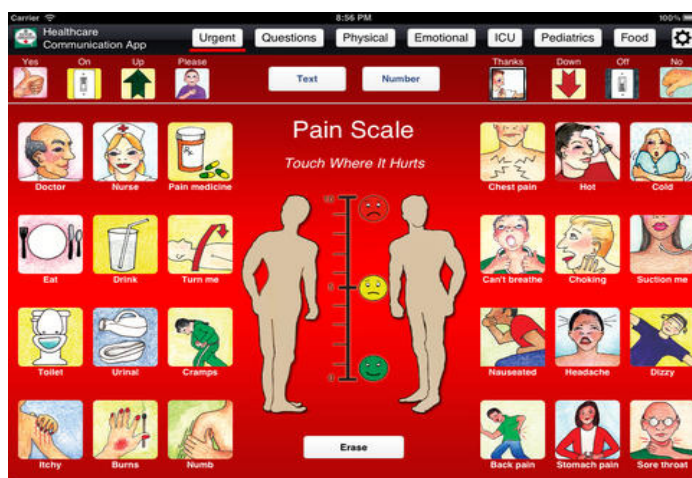 Carrier 8:56 PM 100%
Healthcare
Communication App
Urgent Questions Physical Emotional ICU Pediatrics Food
Yes On Up Please Thanks Down Off No
Text Number
Pain Scale
Touch Where It Hurts
Doctor Nurse Pain medicine Chest pain Hot Cold
10
Eat Drink Turn me Can't breathe Choking Suction me
5
Toilet Urinal Cramps Nauseated Headache Dizzy
0
Erase
Itchy Burns Numb Back pain Stomach pain Sore throat